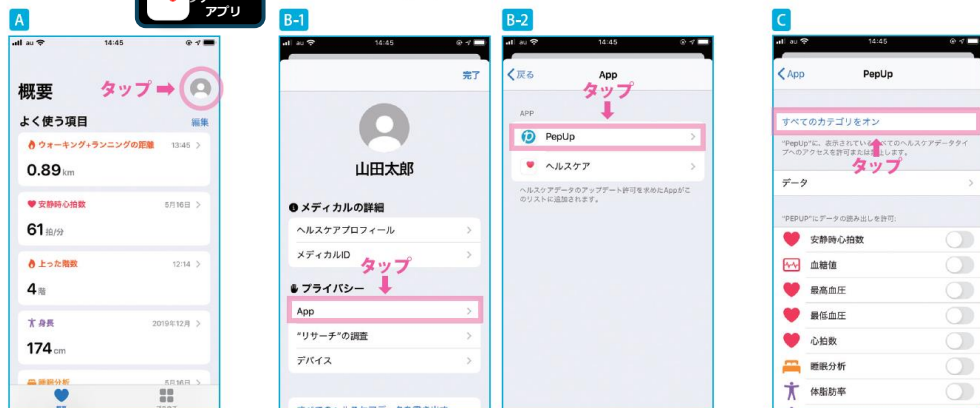 アプリ
A
au 14:45
概要
タップ
よく使う項目 編集
ウォーキング+ランニングの距離 13:45
0.89 km
安静時心拍数 5月16日
61 拍/分
上った階数 12:14
4 階
身長 2019年12月
174 cm
睡眠分析 5月16日
B-1
au 14:45
完了
山田太郎
メディカルの詳細
ヘルスケアプロフィール
メディカルID
タップ
プライバシー
App
"リサーチ"の調査
デバイス
B-2
au 14:45
戻る App
タップ
APP
PepUp
ヘルスケア
ヘルスケアデータのアップデート許可を求めたAppがこ
のリストに追加されます。
C
au 14:45
App PepUp
すべてのカテゴリをオン
"PepUp"に、表示されているすべてのヘルスケアデータタイ
プへのアクセスを許可または します。
タップ
データ
"PEPUP"にデータの読み出しを許可:
安静時心拍数
血糖値
最高血圧
最低血圧
心拍数
睡眠分析
体脂肪率